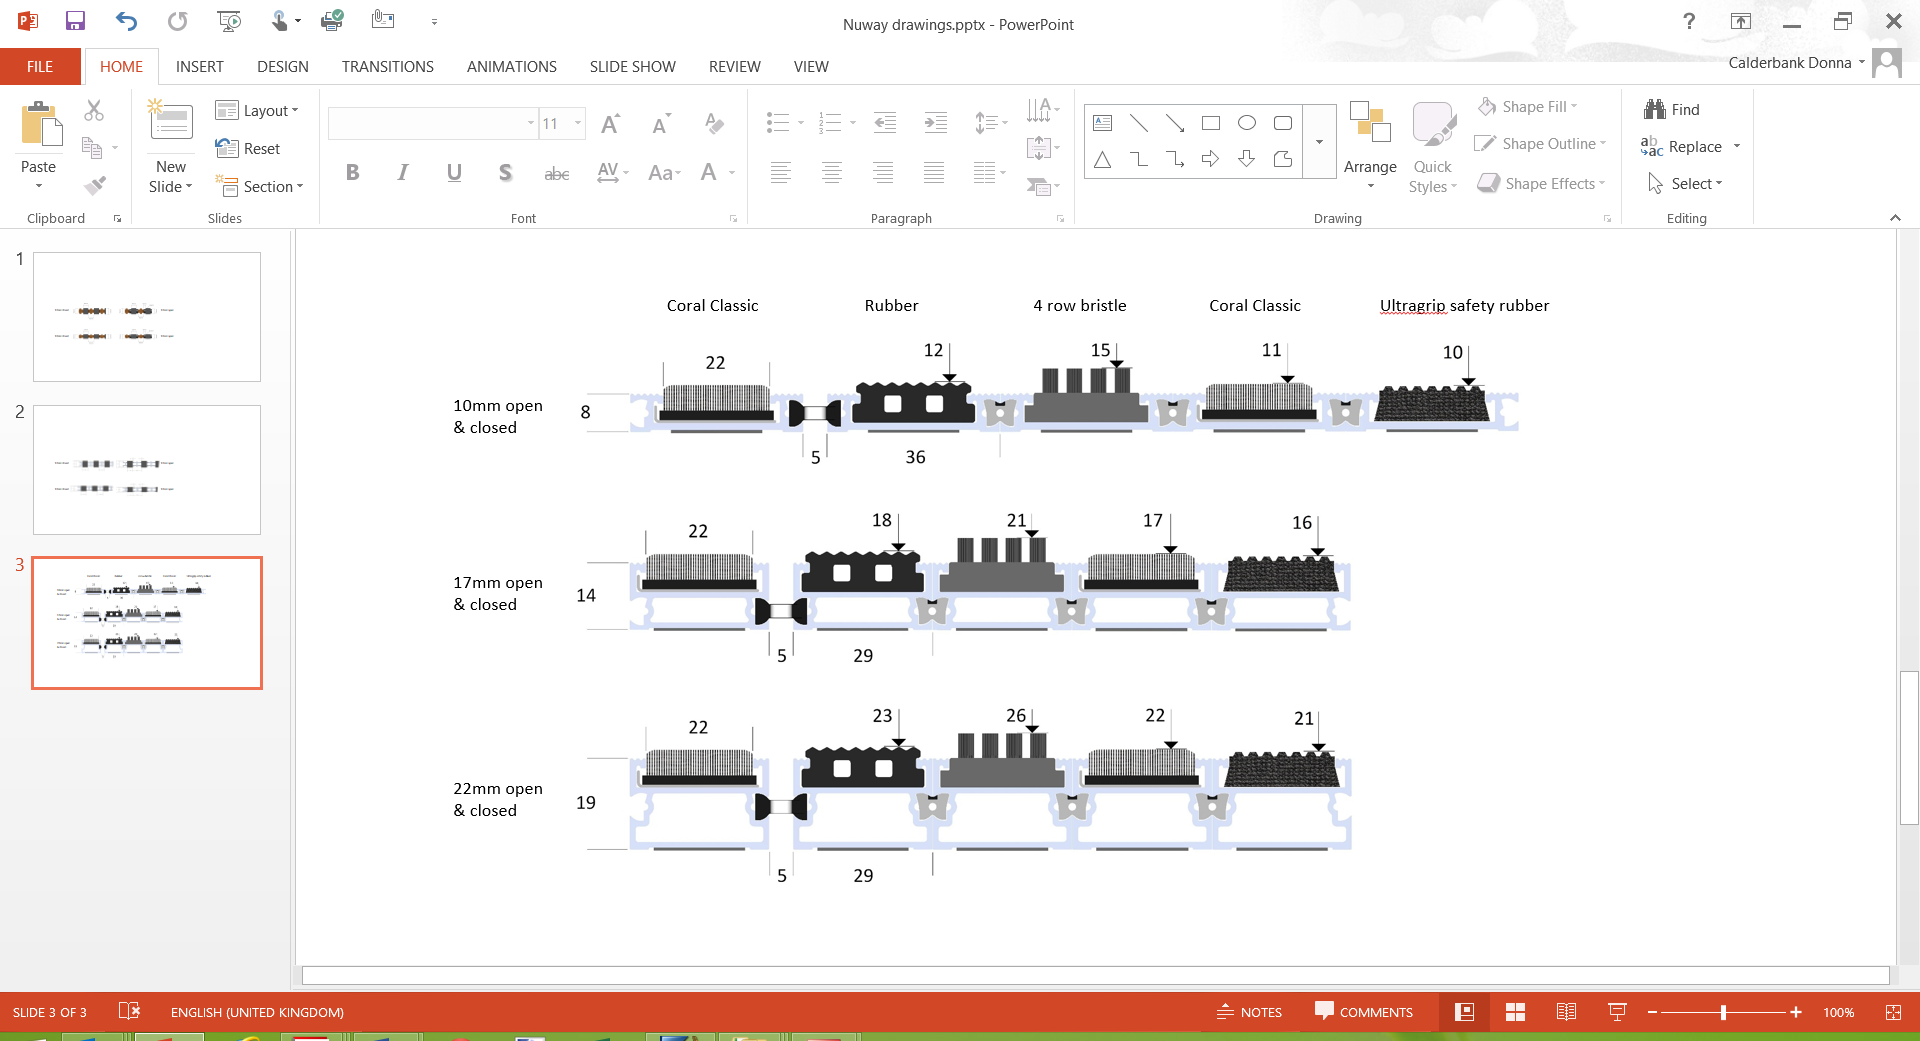 Nuway drawings.pptx - PowerPoint
?
FILE
HOME
INSERT
DESIGN
TRANSITIONS
ANIMATIONS
SLIDE SHOW
REVIEW
VIEW
Calderbank Donna
Paste
New
Slide
Layout
Reset
Section
11
B I U S abc AV Aa A
Arrange
Quick
Styles
Shape Fill
Shape Outline
Shape Effects
Find
Replace
Select
Clipboard
Slides
Font
Paragraph
Drawing
Editing
1
2
3
Coral Classic
Rubber
4 row bristle
Coral Classic
Ultragrip safety rubber
22
12
15
11
10
10mm open
& closed
8
5
36
22
18
21
17
16
17mm open
& closed
14
5
29
22
23
26
22
21
22mm open
& closed
19
5
29
SLIDE 3 OF 3
ENGLISH (UNITED KINGDOM)
NOTES
COMMENTS
100%